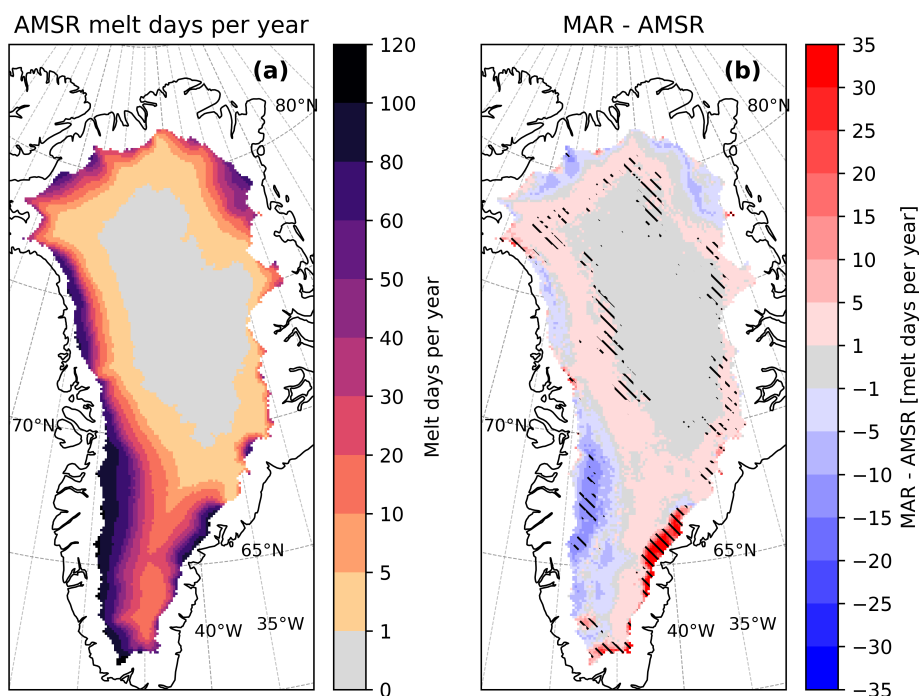 AMSR melt days per year
(a)
80°N
70°N
65°N
40°W
35°W
120
100
80
60
50
40
30
20
10
5
1
0
Melt days per year
MAR - AMSR
(b)
80°N
70°N
65°N
40°W
35°W
35
30
25
20
15
10
5
1
−1
−5
−10
−15
−20
−25
−30
−35
MAR - AMSR [melt days per year]